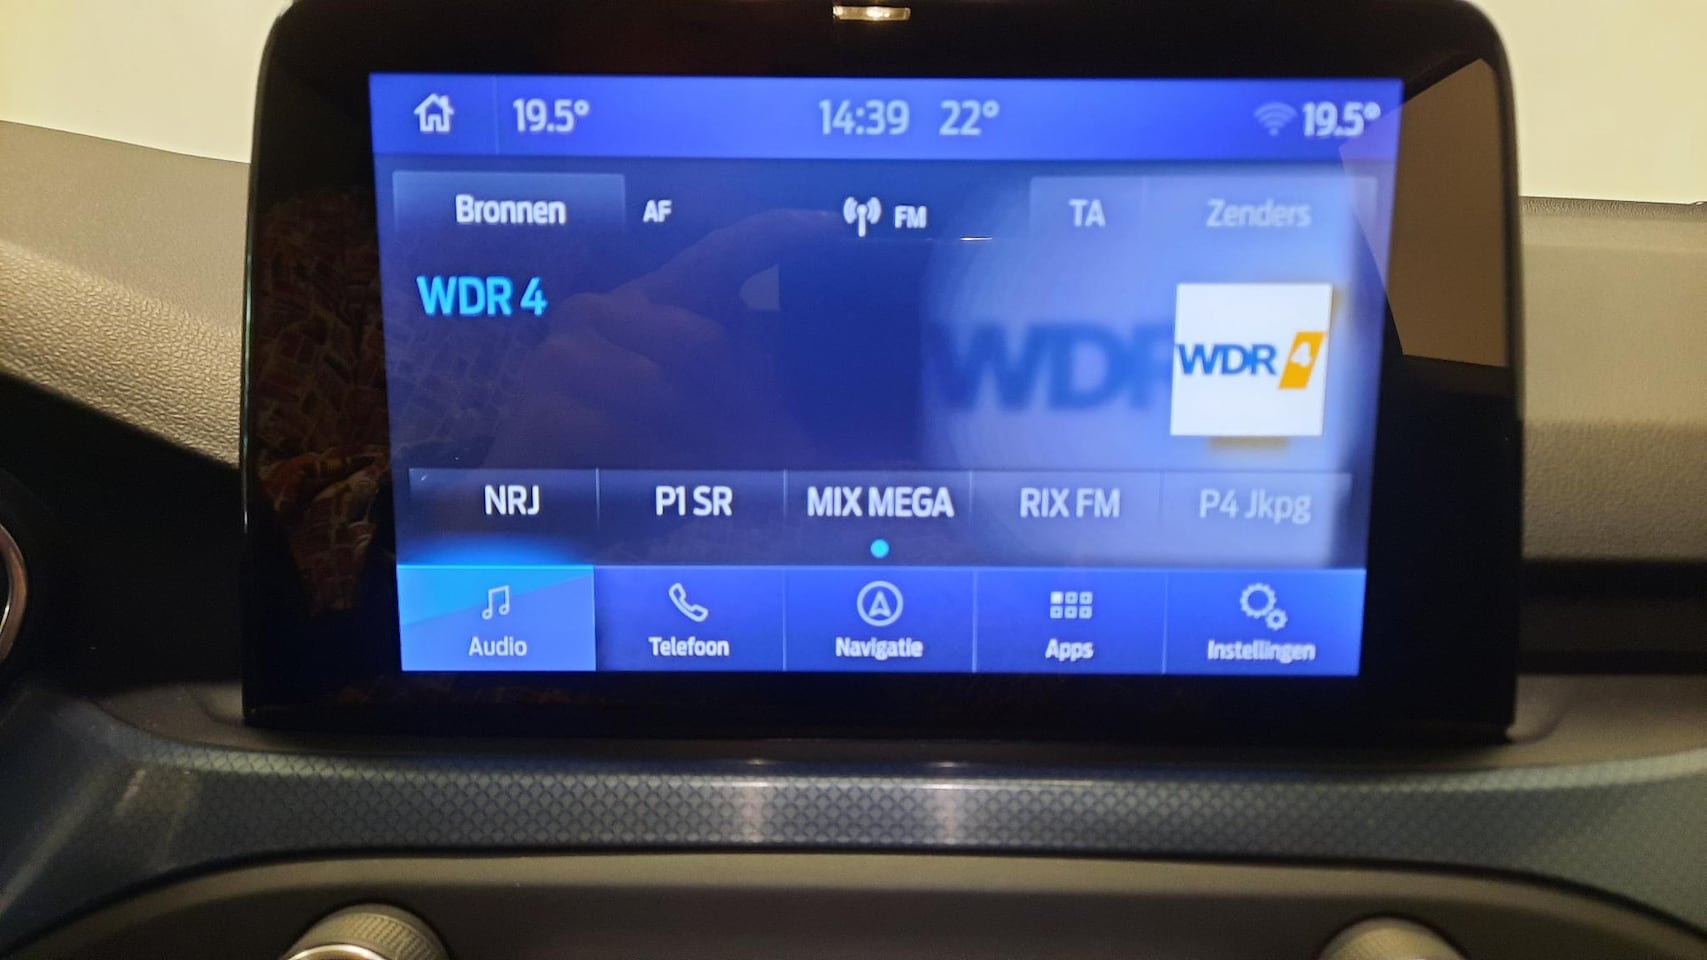 19.5° 14:39 22° 19.5°
Bronnen AF FM TA Zenders
WDR 4
WDR
WDR 4
NRJ P1 SR MIX MEGA RIX FM P4 Jkpg
Audio Telefoon Navigatie Apps Instellingen